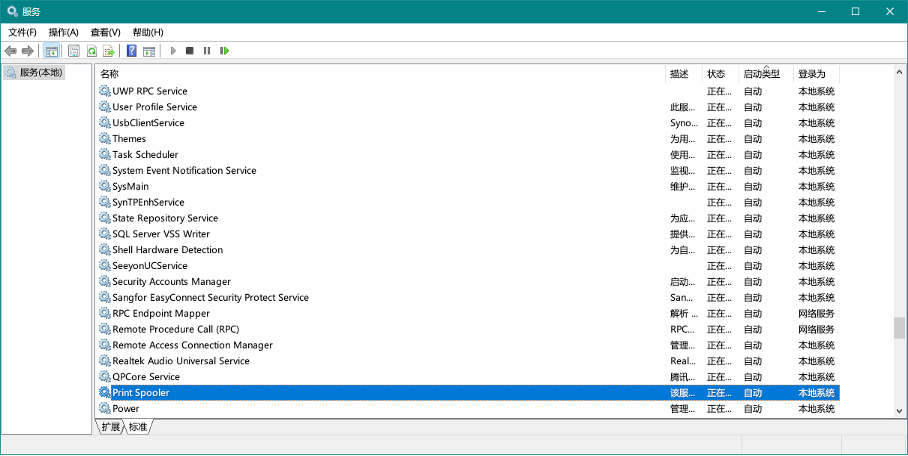 服务
文件(F) 操作(A) 查看(V) 帮助(H)
服务(本地)
名称 描述 状态 启动类型 登录为
UWP RPC Service 正在... 自动 本地系统
User Profile Service 此服... 正在... 自动 本地系统
UsbClientService Syno... 正在... 自动 本地系统
Themes 为用... 正在... 自动 本地系统
Task Scheduler 使用... 正在... 自动 本地系统
System Event Notification Service 监视... 正在... 自动 本地系统
SysMain 维护... 正在... 自动 本地系统
SynTPEnhService 正在... 自动 本地系统
State Repository Service 为应... 正在... 自动 本地系统
SQL Server VSS Writer 提供... 正在... 自动 本地系统
Shell Hardware Detection 为自... 正在... 自动 本地系统
SeeyonUCService 正在... 自动 本地系统
Security Accounts Manager 启动... 正在... 自动 本地系统
Sangfor EasyConnect Security Protect Service San... 正在... 自动 本地系统
RPC Endpoint Mapper 解析 ... 正在... 自动 网络服务
Remote Procedure Call (RPC) RPC... 正在... 自动 网络服务
Remote Access Connection Manager 管理... 正在... 自动 本地系统
Realtek Audio Universal Service Real... 正在... 自动 本地系统
QPCore Service 腾讯... 正在... 自动 本地系统
Print Spooler 该服... 正在... 自动 本地系统
Power 管理... 正在... 自动 本地系统
扩展 标准